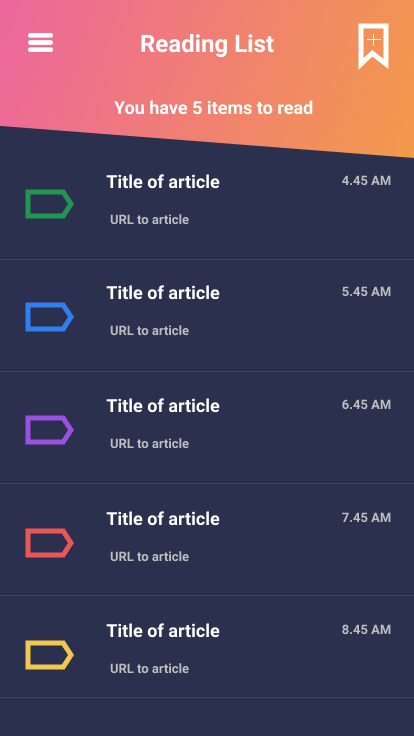 Reading List
You have 5 items to read
Title of article
4.45 AM
URL to article
Title of article
5.45 AM
URL to article
Title of article
6.45 AM
URL to article
Title of article
7.45 AM
URL to article
Title of article
8.45 AM
URL to article